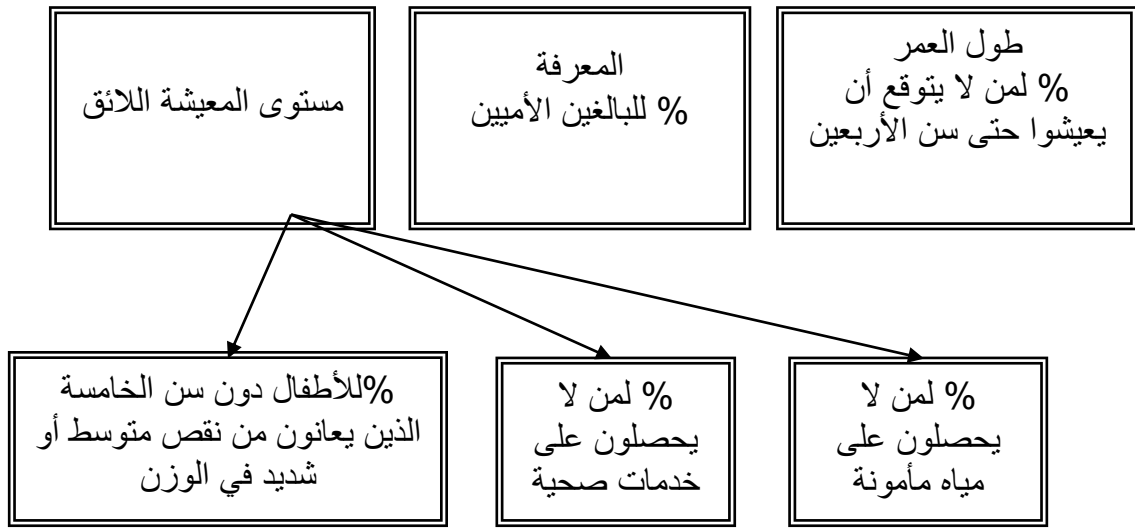 طول العمر
% لمن لا يتوقع أن
يعيشوا حتى سن الأربعين
المعرفة
% للبالغين الأميين
مستوى المعيشة اللائق
% لمن لا
يحصلون على
مياه مأمونة
% لمن لا
يحصلون على
خدمات صحية
%للأطفال دون سن الخامسة
الذين يعانون من نقص متوسط أو
شديد في الوزن